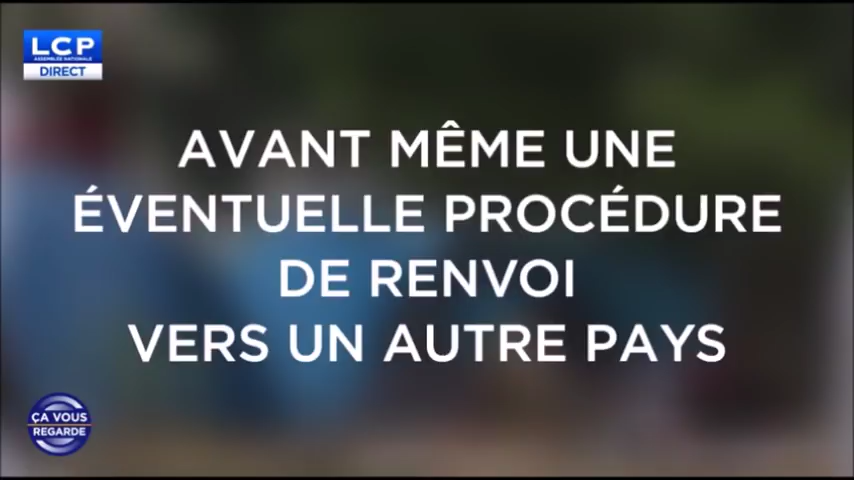 LCP
ASSEMBLÉE NATIONALE
DIRECT
AVANT MÊME UNE
ÉVENTUELLE PROCÉDURE
DE RENVOI
VERS UN AUTRE PAYS
ÇA VOUS
REGARDE